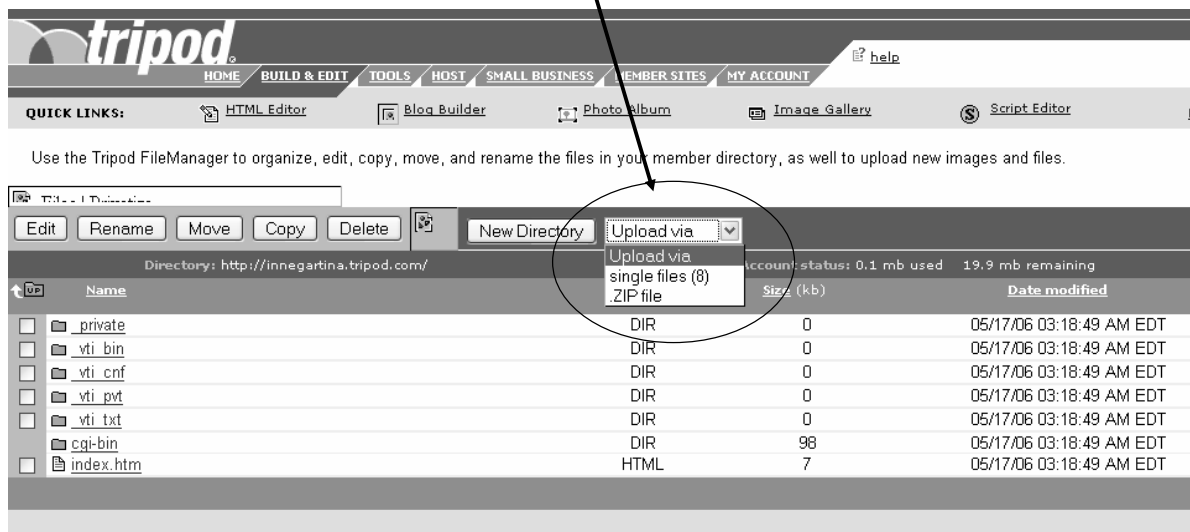 tripod
help
HOME BUILD & EDIT TOOLS HOST SMALL BUSINESS MEMBER SITES MY ACCOUNT
QUICK LINKS: HTML Editor Blog Builder Photo Album Image Gallery Script Editor
Use the Tripod FileManager to organize, edit, copy, move, and rename the files in your member directory, as well to upload new images and files.
Edit Rename Move Copy Delete New Directory Upload via
Upload via
Directory: http://innegartina.tripod.com/ Account status: 0.1 mb used 19.9 mb remaining
single files (8)
UP Name Size (kb) Date modified
.ZIP file
_private DIR 0 05/17/06 03:18:49 AM EDT
_vti_bin DIR 0 05/17/06 03:18:49 AM EDT
_vti_cnf DIR 0 05/17/06 03:18:49 AM EDT
_vti_pvt DIR 0 05/17/06 03:18:49 AM EDT
_vti_txt DIR 0 05/17/06 03:18:49 AM EDT
cgi-bin DIR 98 05/17/06 03:18:49 AM EDT
index.htm HTML 7 05/17/06 03:18:49 AM EDT